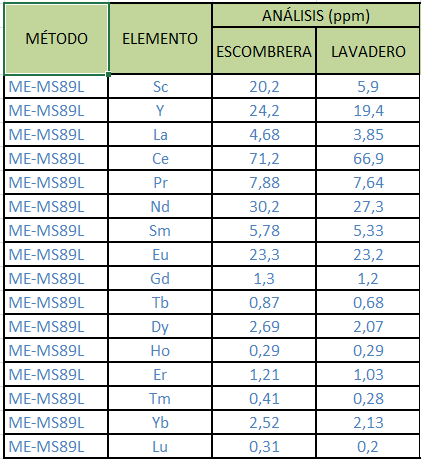 MÉTODO ELEMENTO ANÁLISIS (ppm)
ESCOMBRERA LAVADERO
ME-MS89L Sc 20,2 5,9
ME-MS89L Y 24,2 19,4
ME-MS89L La 4,68 3,85
ME-MS89L Ce 71,2 66,9
ME-MS89L Pr 7,88 7,64
ME-MS89L Nd 30,2 27,3
ME-MS89L Sm 5,78 5,33
ME-MS89L Eu 23,3 23,2
ME-MS89L Gd 1,3 1,2
ME-MS89L Tb 0,87 0,68
ME-MS89L Dy 2,69 2,07
ME-MS89L Ho 0,29 0,29
ME-MS89L Er 1,21 1,03
ME-MS89L Tm 0,41 0,28
ME-MS89L Yb 2,52 2,13
ME-MS89L Lu 0,31 0,2